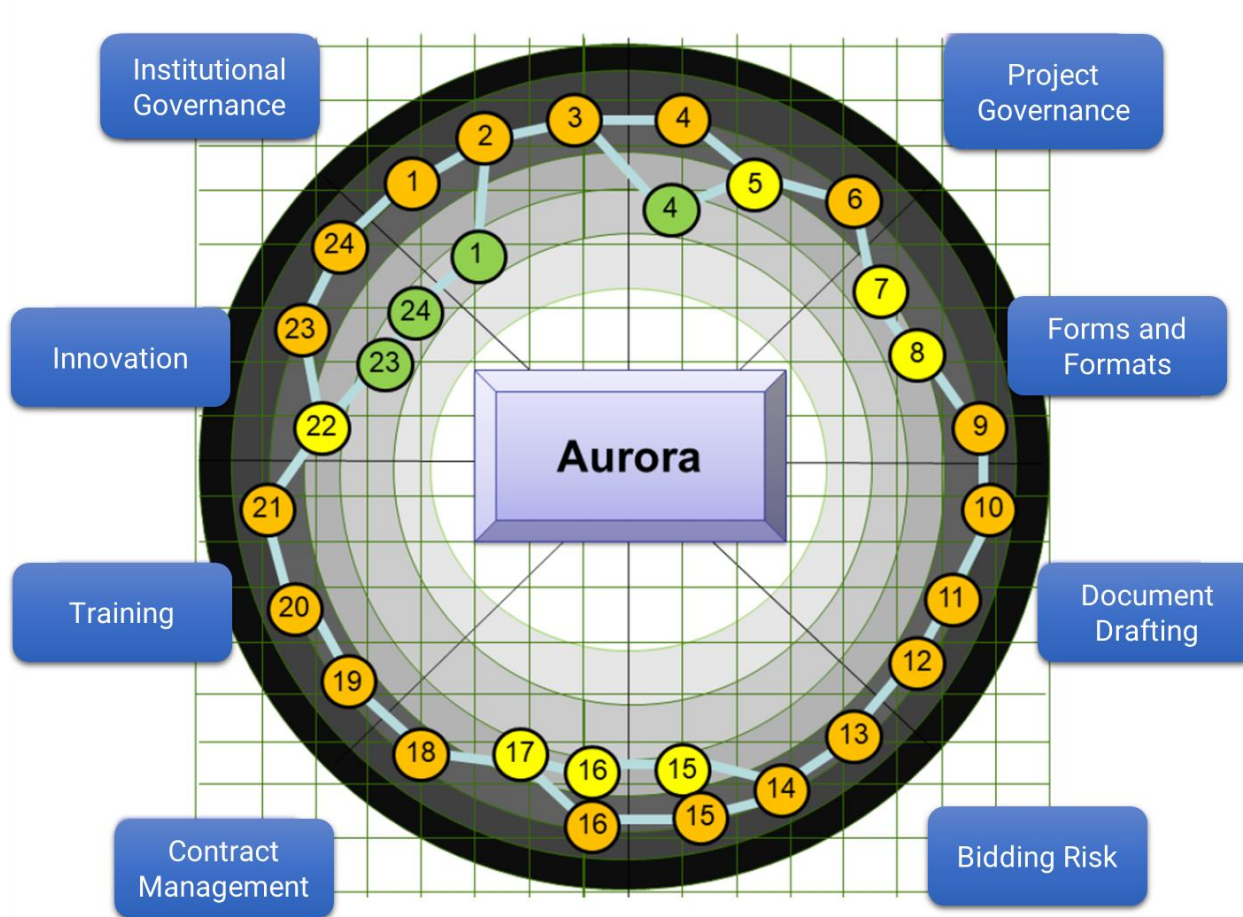 Institutional
Governance
Project
Governance
3
4
2
1
5
6
4
24
1
7
24
23
8
Innovation
23
Forms and
Formats
22
9
Aurora
21
10
Training
20
11
Document
Drafting
12
19
13
18
17
16
15
14
16
15
Contract
Management
Bidding Risk